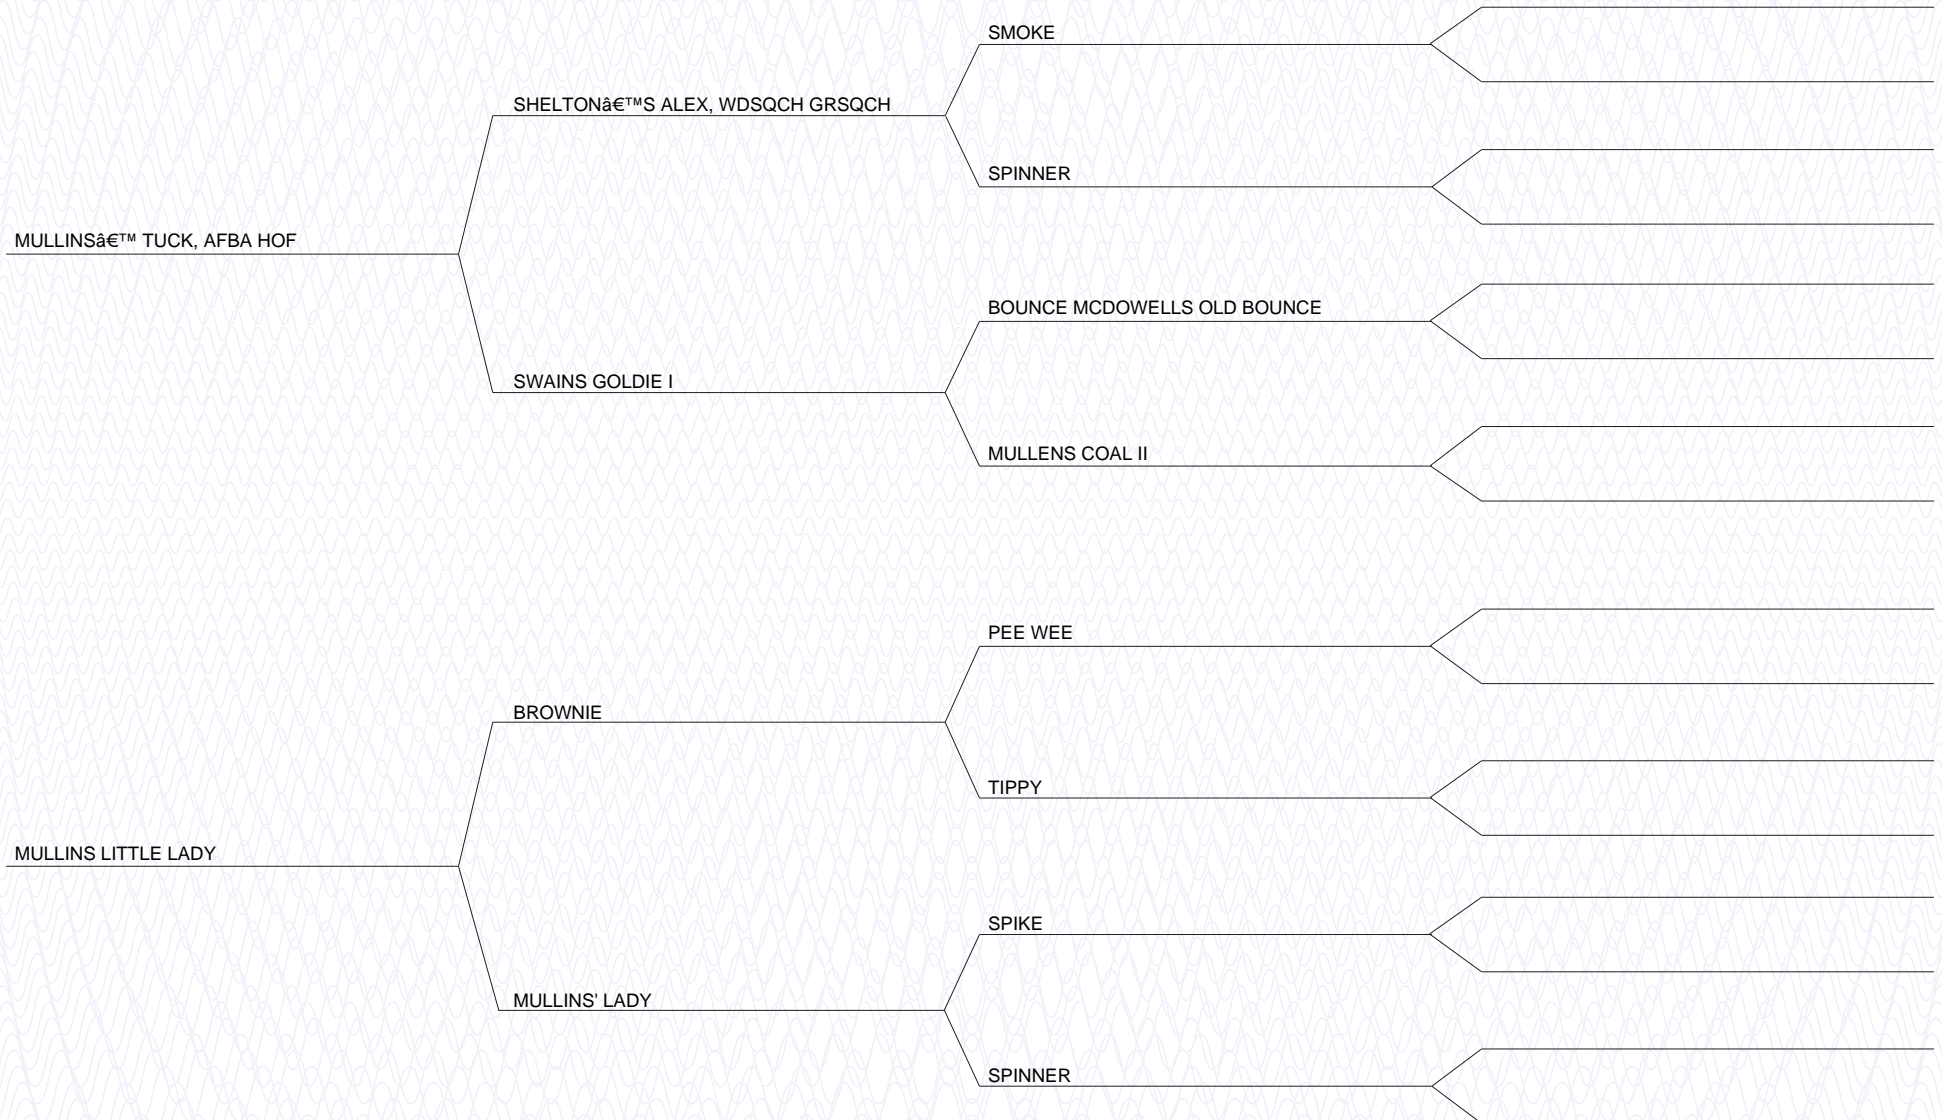 SMOKE
SHELTONâ€™S ALEX, WDSQCH GRSQCH
SPINNER
MULLINSâ€™ TUCK, AFBA HOF
BOUNCE MCDOWELLS OLD BOUNCE
SWAINS GOLDIE I
MULLENS COAL II
PEE WEE
BROWNIE
TIPPY
MULLINS LITTLE LADY
SPIKE
MULLINS' LADY
SPINNER